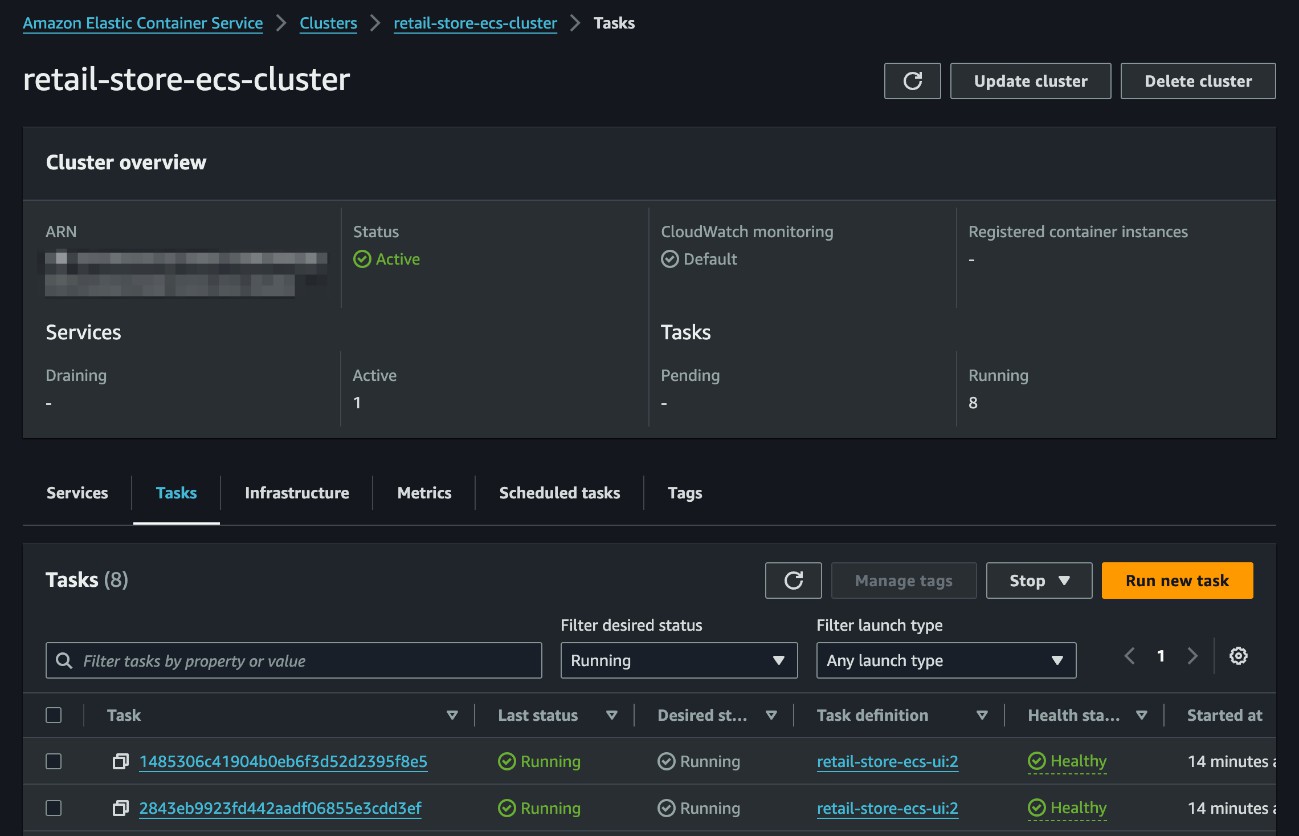 Amazon Elastic Container Service > Clusters > retail-store-ecs-cluster > Tasks
retail-store-ecs-cluster
Update cluster Delete cluster
Cluster overview
ARN Status CloudWatch monitoring Registered container instances
Active Default -
Services Tasks
Draining Active Pending Running
- 1 - 8
Services Tasks Infrastructure Metrics Scheduled tasks Tags
Tasks (8) Manage tags Stop Run new task
Filter desired status Filter launch type
Filter tasks by property or value Running Any launch type 1
Task Last status Desired st... Task definition Health sta... Started at
1485306c41904b0eb6f3d52d2395f8e5 Running Running retail-store-ecs-ui:2 Healthy 14 minutes a
2843eb9923fd442aadf06855e3cdd3ef Running Running retail-store-ecs-ui:2 Healthy 14 minutes a